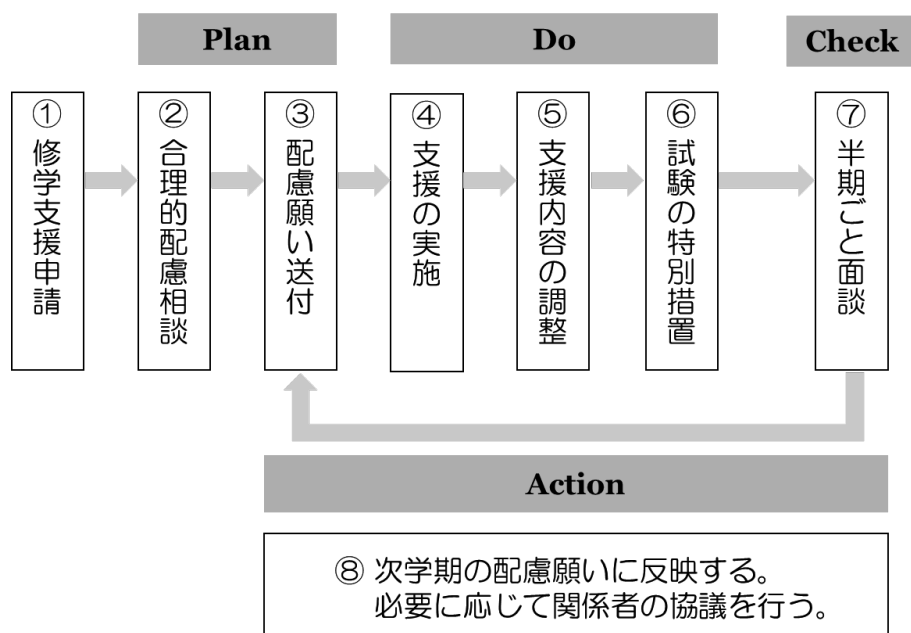 Plan
Do
Check
① 修学支援申請
② 合理的配慮相談
③ 配慮願い送付
④ 支援の実施
⑤ 支援内容の調整
⑥ 試験の特別措置
⑦ 半期ごと面談
Action
⑧ 次学期の配慮願いに反映する。
必要に応じて関係者の協議を行う。